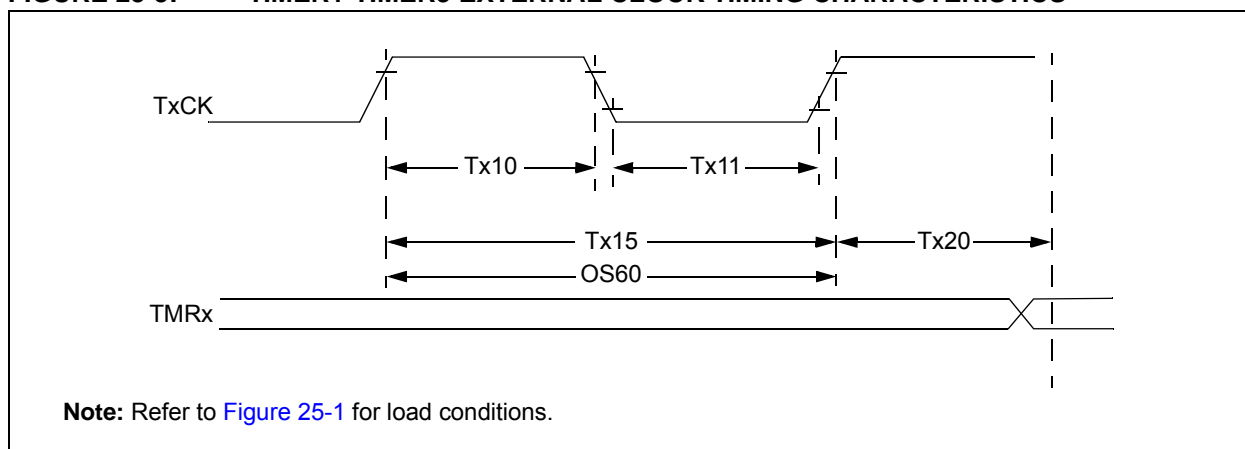 TxCK
Tx10
Tx11
Tx15
Tx20
OS60
TMRx
Note: Refer to Figure 25-1 for load conditions.